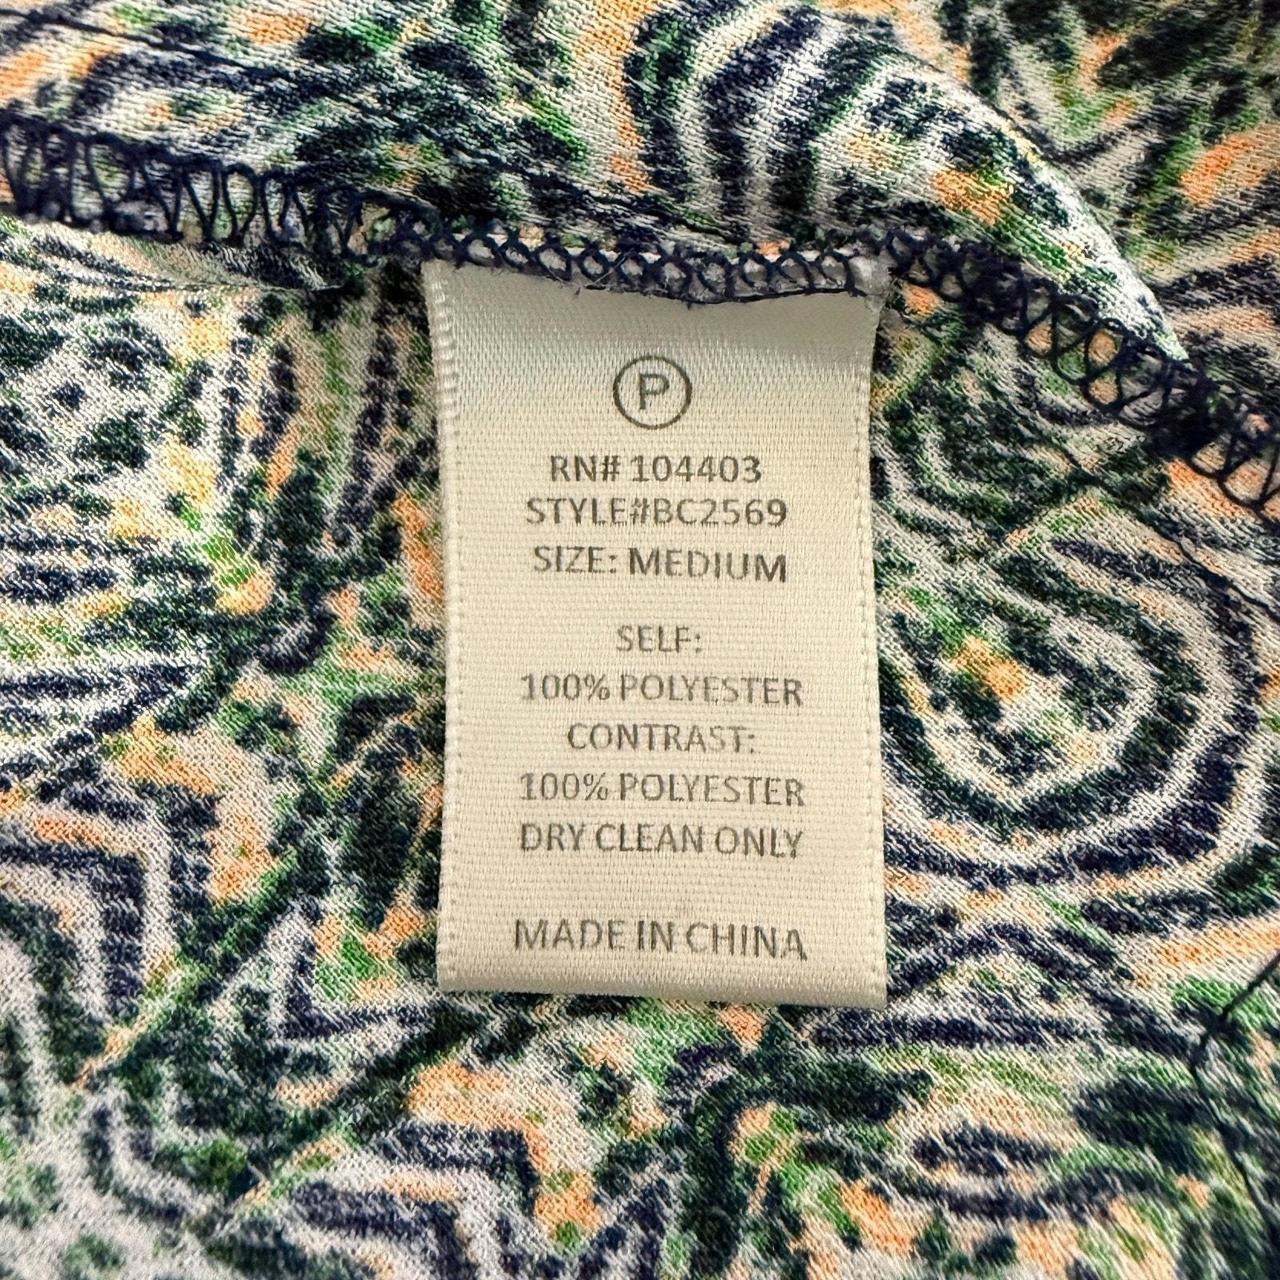 P
RN# 104403
STYLE#BC2569
SIZE: MEDIUM
SELF:
100% POLYESTER
CONTRAST:
100% POLYESTER
DRY CLEAN ONLY
MADE IN CHINA